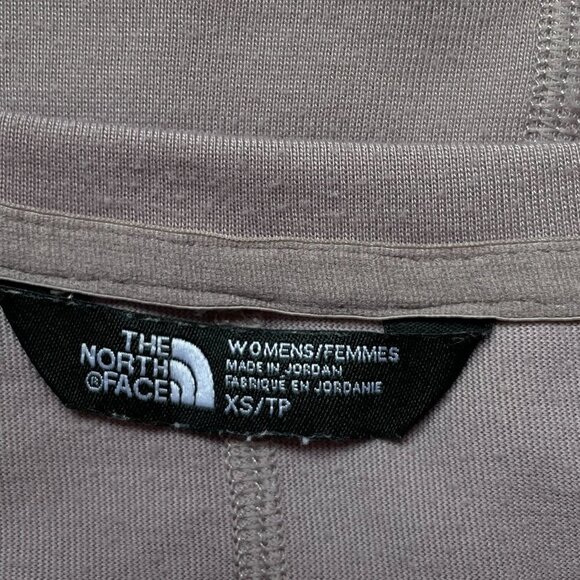 THE
NORTH
®FACE
WOMENS/FEMMES
MADE IN JORDAN
FABRIQUE EN JORDANIE
XS/TP